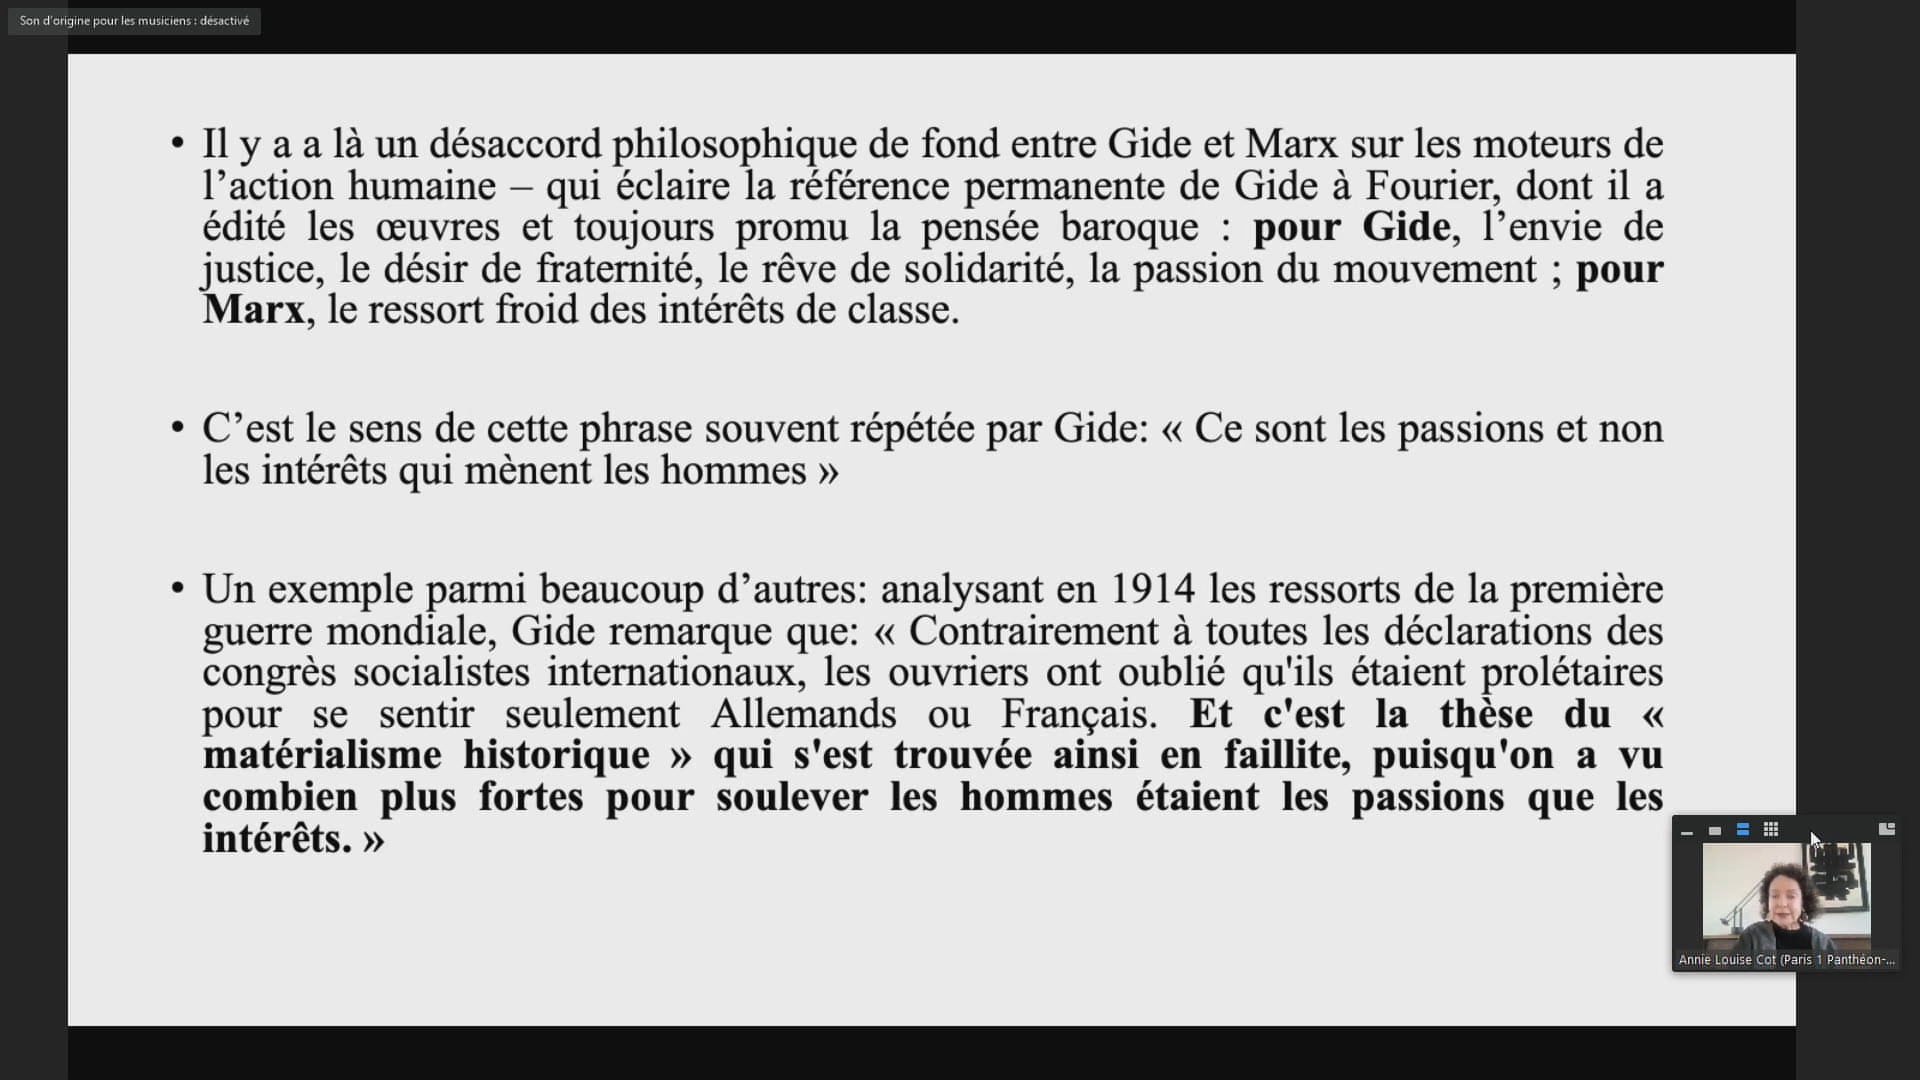 Son d'origine pour les musiciens : désactivé
• Il y a a là un désaccord philosophique de fond entre Gide et Marx sur les moteurs de
l’action humaine – qui éclaire la référence permanente de Gide à Fourier, dont il a
édité les œuvres et toujours promu la pensée baroque : pour Gide, l’envie de
justice, le désir de fraternité, le rêve de solidarité, la passion du mouvement ; pour
Marx, le ressort froid des intérêts de classe.
• C’est le sens de cette phrase souvent répétée par Gide: « Ce sont les passions et non
les intérêts qui mènent les hommes »
• Un exemple parmi beaucoup d’autres: analysant en 1914 les ressorts de la première
guerre mondiale, Gide remarque que: « Contrairement à toutes les déclarations des
congrès socialistes internationaux, les ouvriers ont oublié qu'ils étaient prolétaires
pour se sentir seulement Allemands ou Français. Et c'est la thèse du «
matérialisme historique » qui s'est trouvée ainsi en faillite, puisqu'on a vu
combien plus fortes pour soulever les hommes étaient les passions que les
intérêts. »
Annie Louise Cot (Paris 1 Panthéon-...